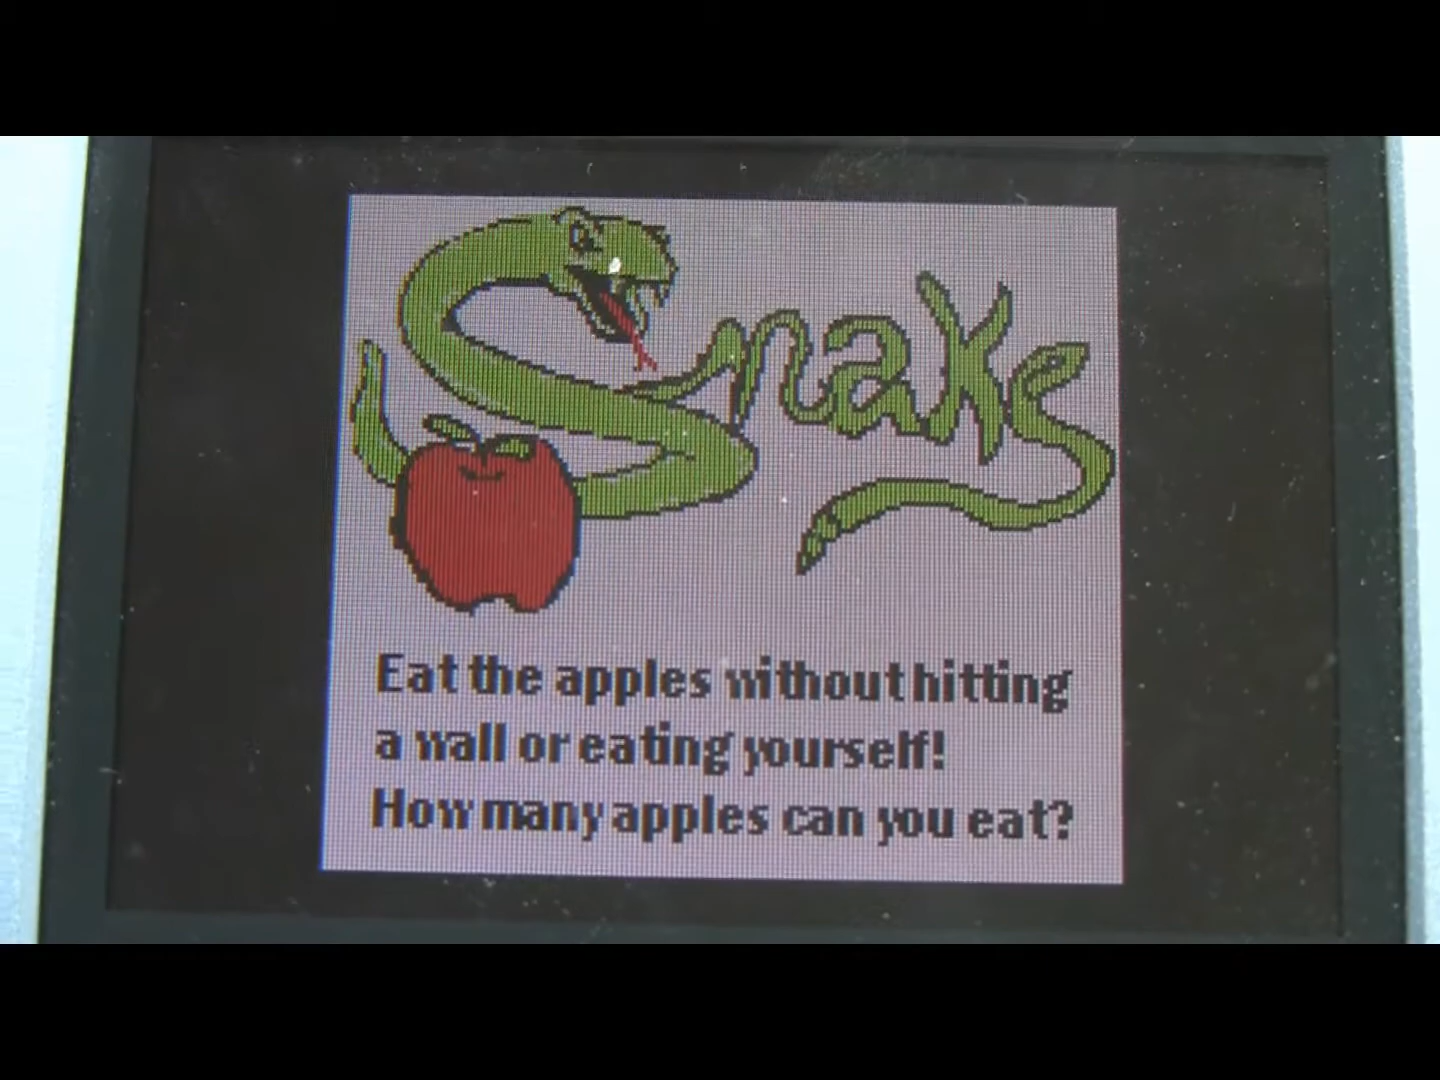 Snake
Eat the apples without hitting
a wall or eating yourself!
How many apples can you eat?